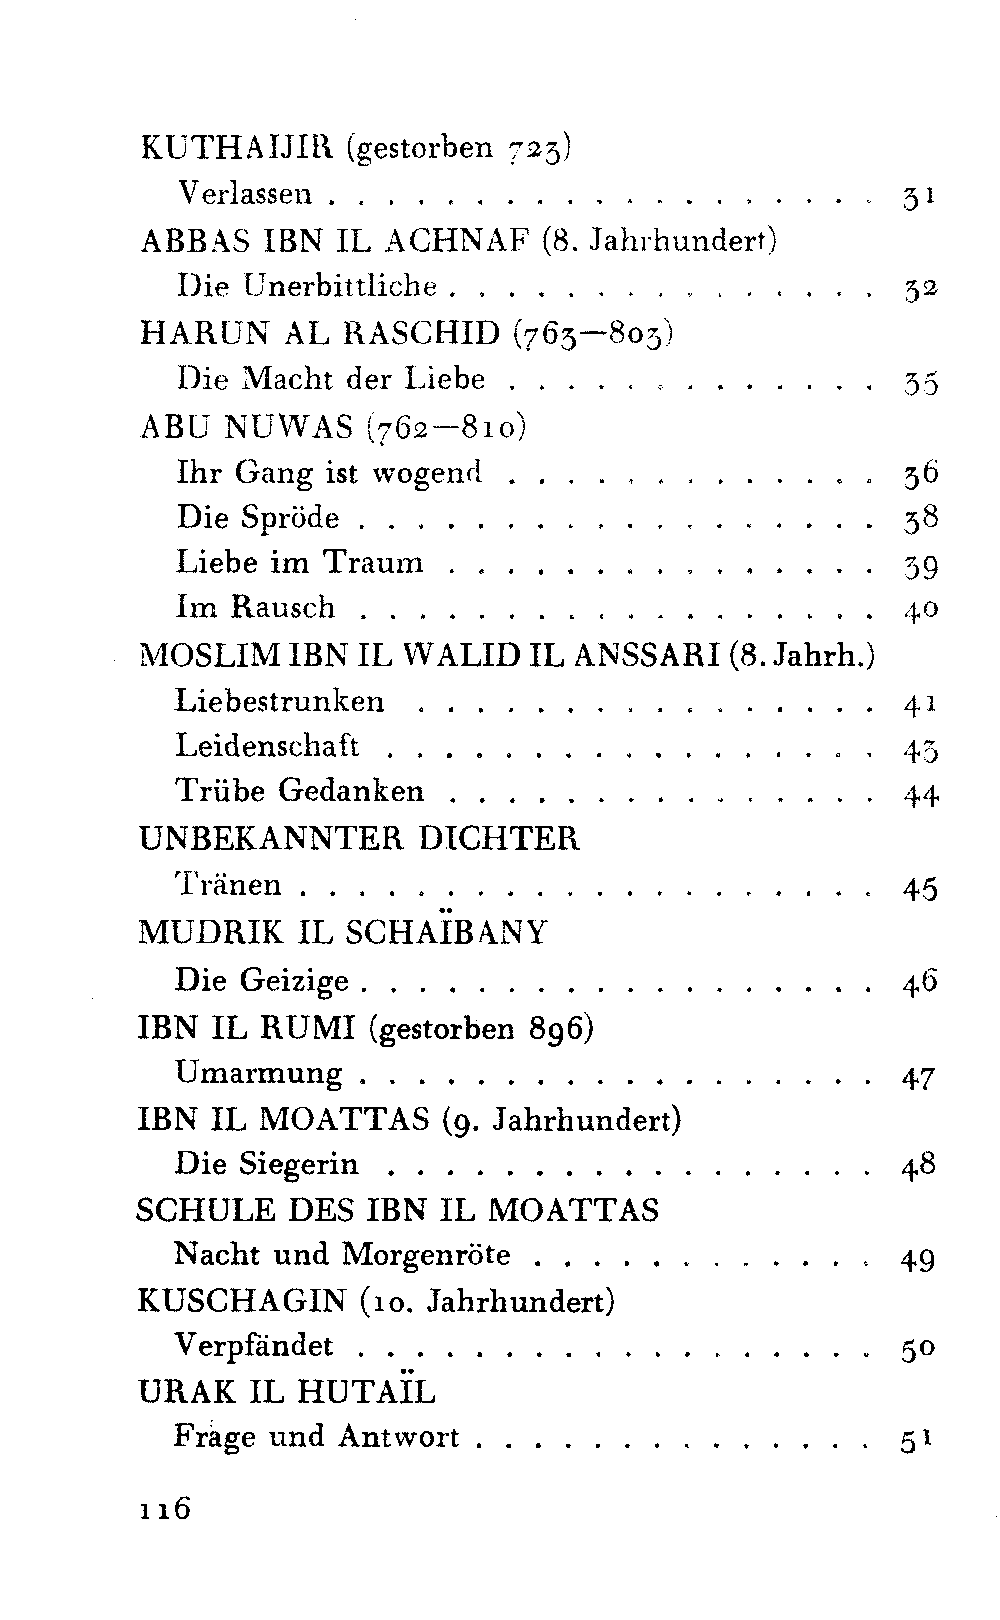 KUTHAIJIR (gestorben 723)
Verlassen . . . . . . . . . . . . . . . . . . . 31
ABBAS IBN IL ACHNAF (8. Jahrhundert)
Die Unerbittliche . . . . . . . . . . . . . . . 32
HARUN AL RASCHID (763—803)
Die Macht der Liebe . . . . . . . . . . . . . 35
ABU NUWAS (762—810)
Ihr Gang ist wogend . . . . . . . . . . . . . 36
Die Spröde . . . . . . . . . . . . . . . . . . 38
Liebe im Traum . . . . . . . . . . . . . . . 39
Im Rausch . . . . . . . . . . . . . . . . . . 40
MOSLIM IBN IL WALID IL ANSSARI (8. Jahrh.)
Liebestrunken . . . . . . . . . . . . . . . . 41
Leidenschaft . . . . . . . . . . . . . . . . . 43
Trübe Gedanken . . . . . . . . . . . . . . . 44
UNBEKANNTER DICHTER
Tränen . . . . . . . . . . . . . . . . . . . . 45
MUDRIK IL SCHAÏBANY
Die Geizige . . . . . . . . . . . . . . . . . . 46
IBN IL RUMI (gestorben 896)
Umarmung . . . . . . . . . . . . . . . . . . 47
IBN IL MOATTAS (9. Jahrhundert)
Die Siegerin . . . . . . . . . . . . . . . . . 48
SCHULE DES IBN IL MOATTAS
Nacht und Morgenröte . . . . . . . . . . . . 49
KUSCHAGIN (10. Jahrhundert)
Verpfändet . . . . . . . . . . . . . . . . . . 50
URAK IL HUTAÏL
Frage und Antwort . . . . . . . . . . . . . . 51
116